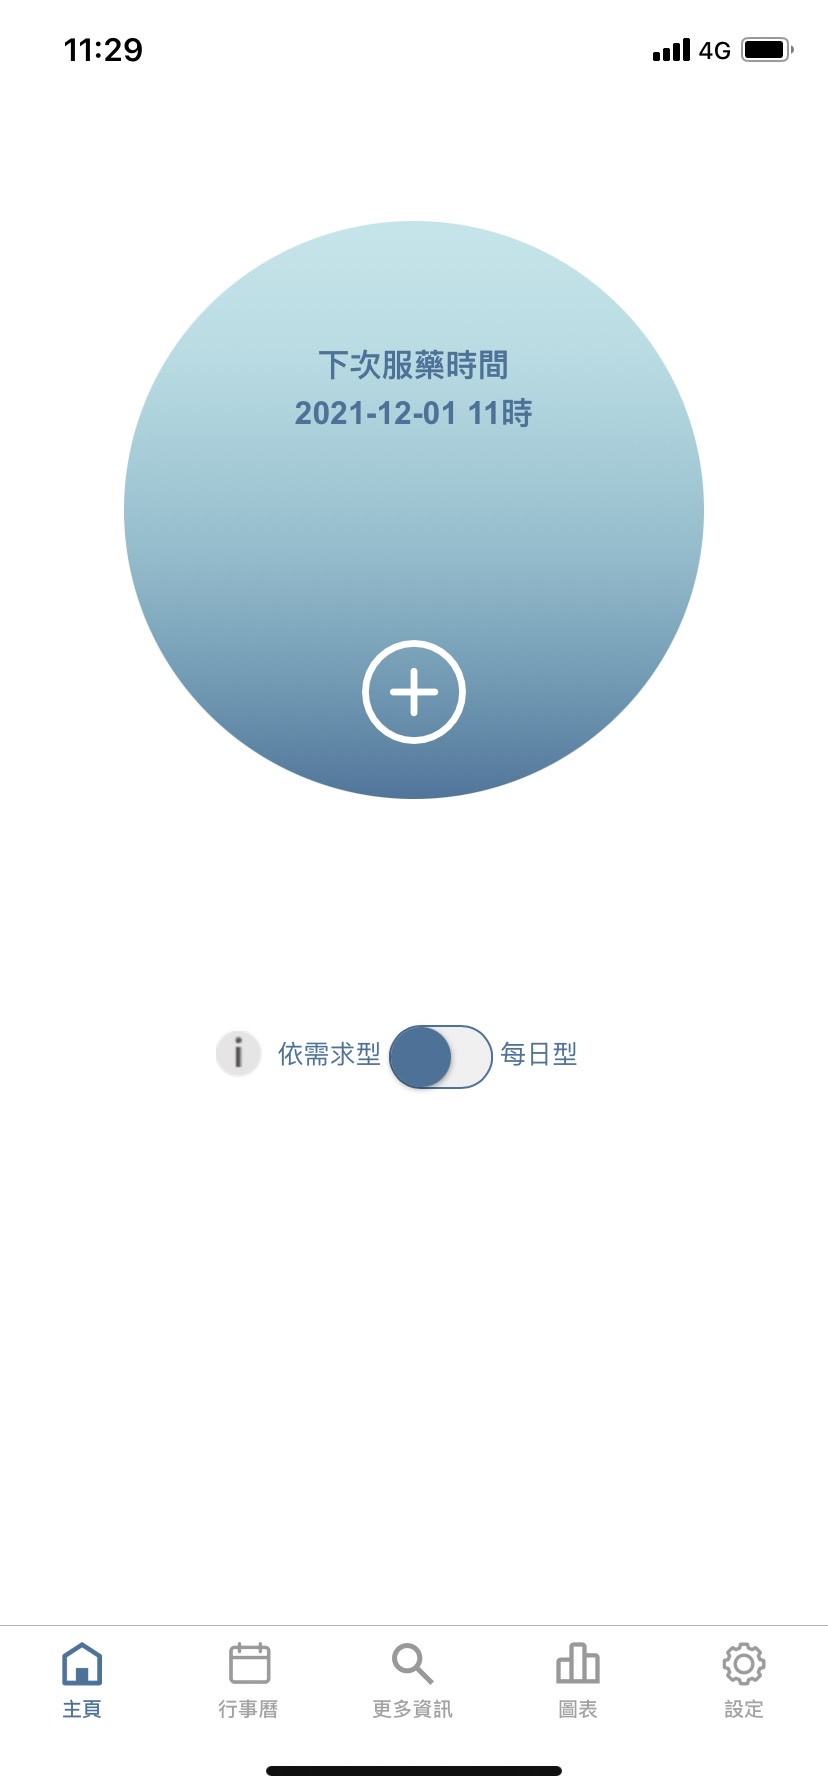 11:29
4G
下次服藥時間
2021-12-01 11時
i 依需求型 每日型
主頁 行事曆 更多資訊 圖表 設定